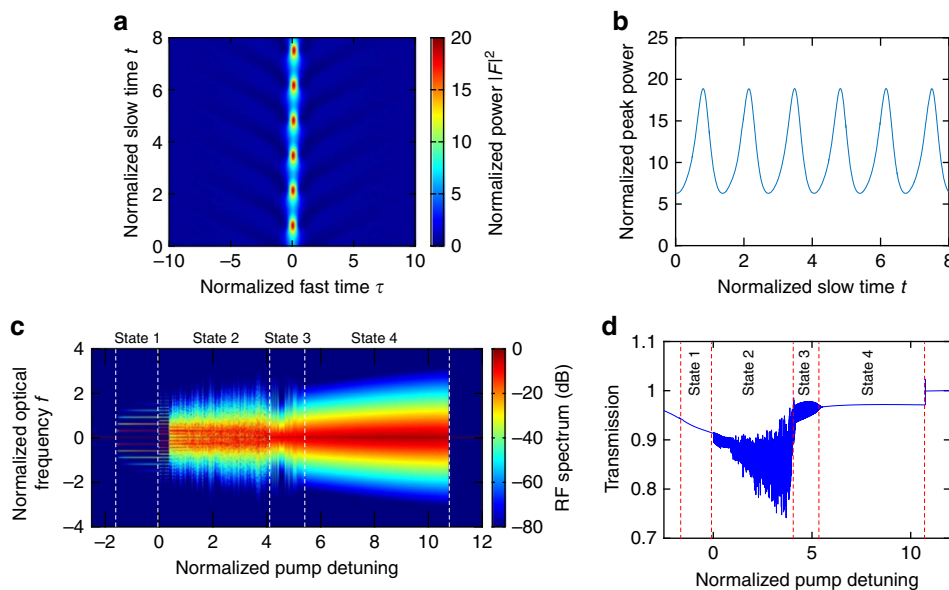 a
8
6
4
2
0
−10
−5
0
5
10
Normalized slow time t
Normalized fast time τ
20
15
10
5
0
Normalized power |F|²
b
25
20
15
10
5
0
0
2
4
6
8
Normalized peak power
Normalized slow time t
c
State 1
State 2
State 3
State 4
4
2
0
−2
−4
−2
0
2
4
6
8
10
12
Normalized optical
frequency f
Normalized pump detuning
0
−20
−40
−60
−80
RF spectrum (dB)
d
1.1
1
0.9
0.8
0.7
State 1
State 2
State 3
State 4
0
5
10
Transmission
Normalized pump detuning